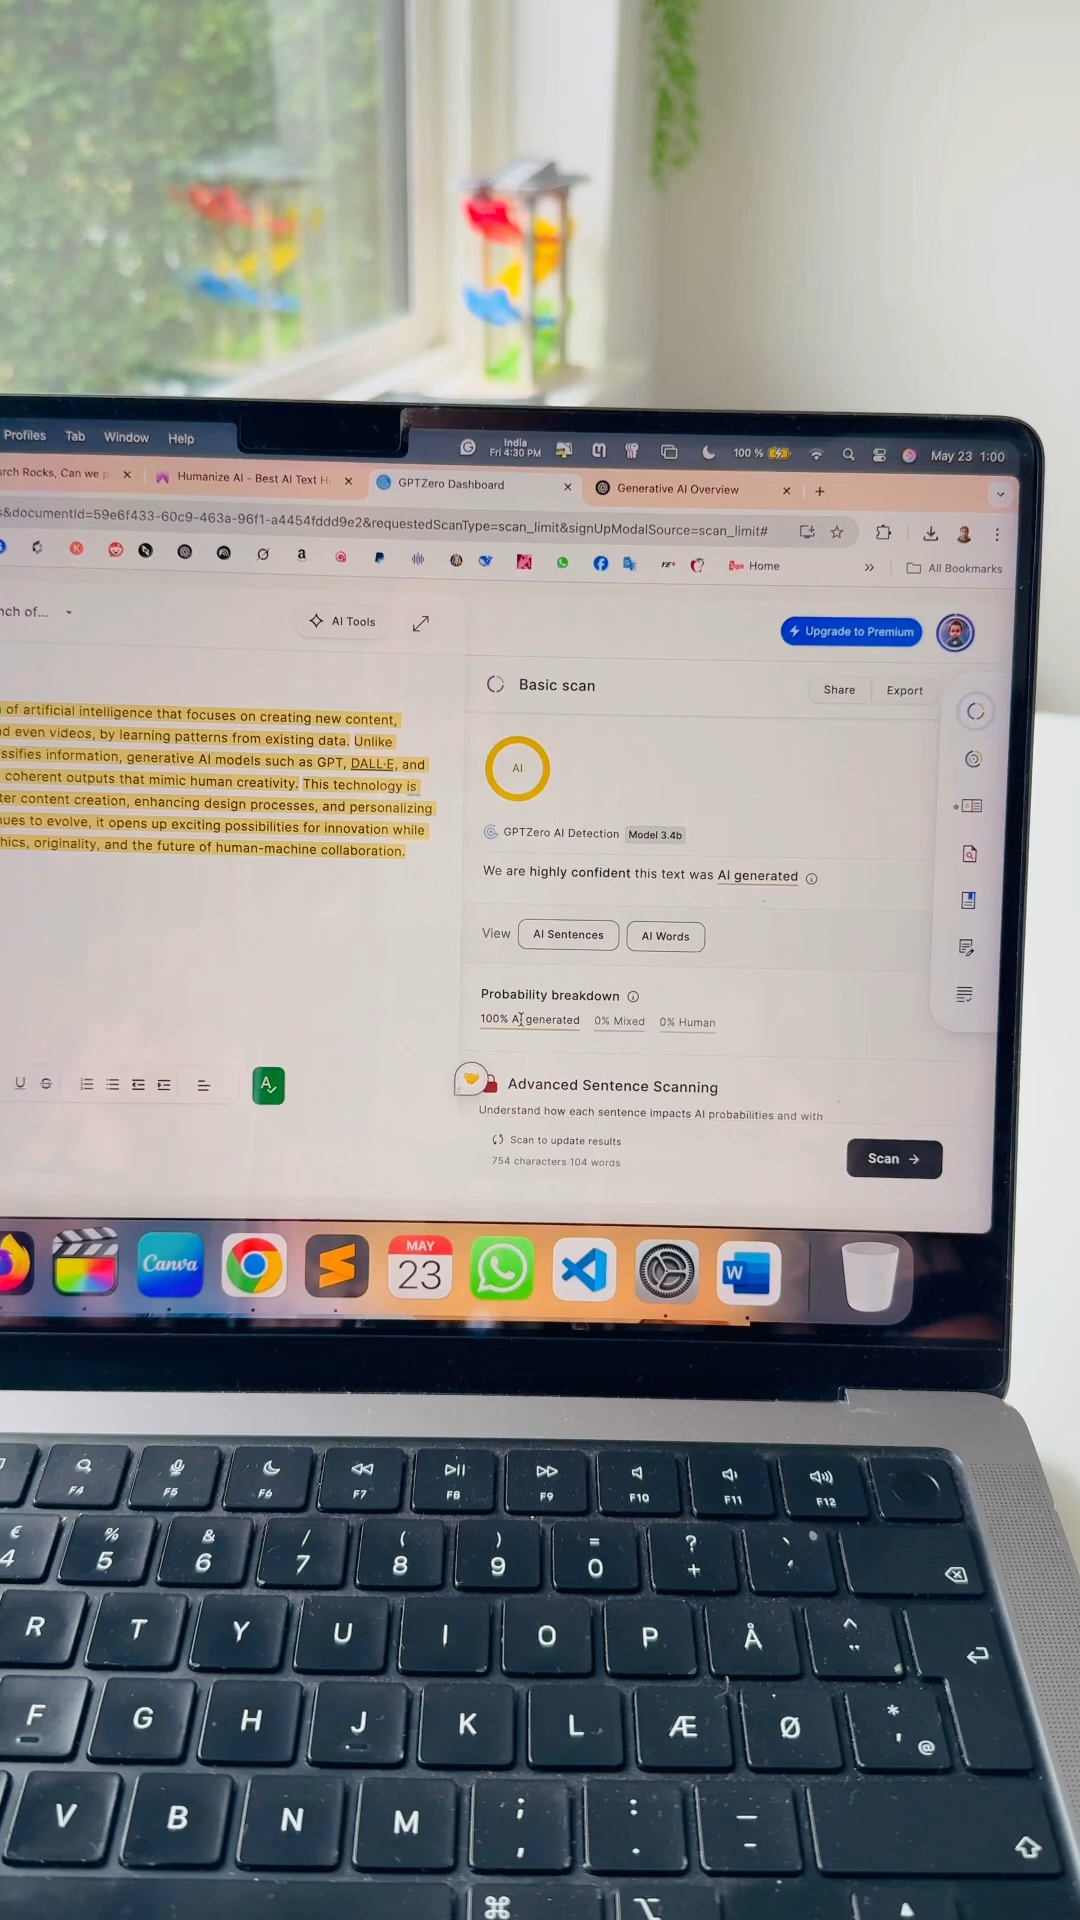 Profiles Tab Window Help
India
Fri 4:30 PM
100 %
May 23 1:00
rch Rocks, Can we p
Humanize AI - Best AI Text H
GPTZero Dashboard
Generative AI Overview
s&documentId=59e6f433-60c9-463a-96f1-a4454fddd9e2&requestedScanType=scan_limit&signUpModalSource=scan_limit#
Home
All Bookmarks
nch of...
AI Tools
Upgrade to Premium
Basic scan
Share
Export
of artificial intelligence that focuses on creating new content,
d even videos, by learning patterns from existing data. Unlike
ssifies information, generative AI models such as GPT, DALL·E, and
coherent outputs that mimic human creativity. This technology is
ter content creation, enhancing design processes, and personalizing
ues to evolve, it opens up exciting possibilities for innovation while
hics, originality, and the future of human-machine collaboration.
AI
GPTZero AI Detection Model 3.4b
We are highly confident this text was AI generated
View AI Sentences AI Words
Probability breakdown
100% AI generated 0% Mixed 0% Human
Advanced Sentence Scanning
Understand how each sentence impacts AI probabilities and with
Scan to update results
754 characters 104 words
Scan →
U S
A
Canva
S
MAY
23
W
F4 F5 F6 F7 F8 F9 F10 F11 F12
€ % & / ( ) = ? `
4 5 6 7 8 9 0 + ´
R T Y U I O P Å ^ ¨
F G H J K L Æ Ø * ' @
V B N M ; , : . _ -
⌘ ⌥